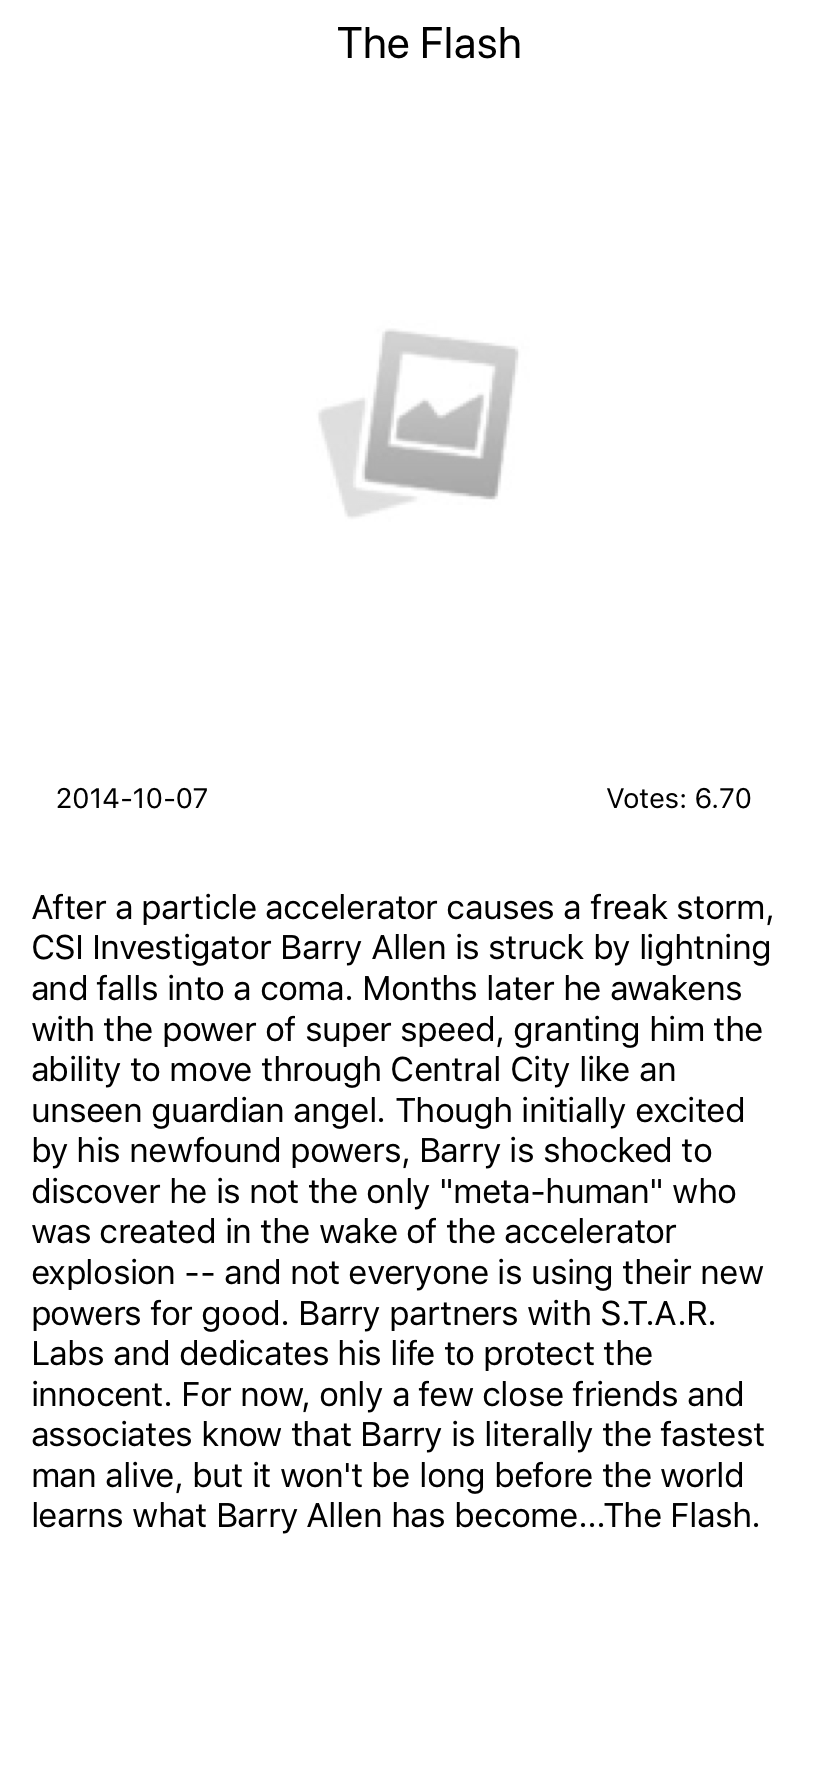 The Flash
2014-10-07
Votes: 6.70
After a particle accelerator causes a freak storm,
CSI Investigator Barry Allen is struck by lightning
and falls into a coma. Months later he awakens
with the power of super speed, granting him the
ability to move through Central City like an
unseen guardian angel. Though initially excited
by his newfound powers, Barry is shocked to
discover he is not the only "meta-human" who
was created in the wake of the accelerator
explosion -- and not everyone is using their new
powers for good. Barry partners with S.T.A.R.
Labs and dedicates his life to protect the
innocent. For now, only a few close friends and
associates know that Barry is literally the fastest
man alive, but it won't be long before the world
learns what Barry Allen has become...The Flash.